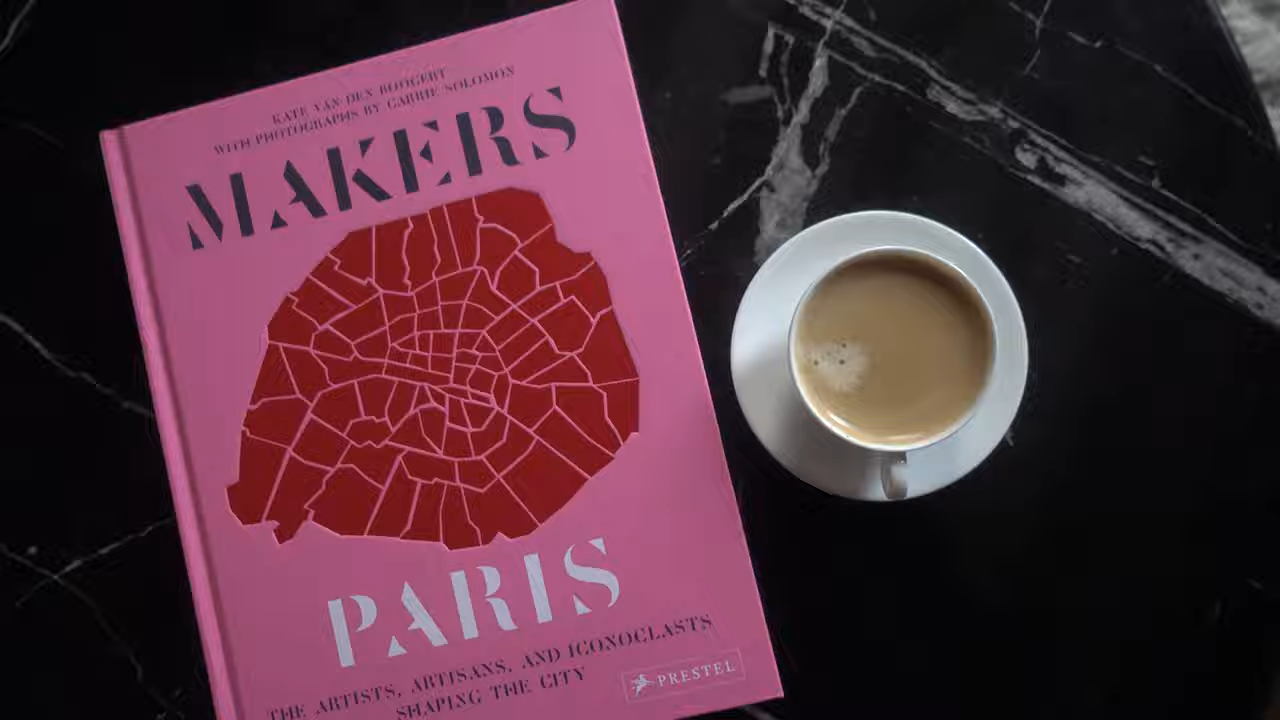 KATE VAN DEN BOOGERT
WITH PHOTOGRAPHS BY CARRIE SOLOMON
MAKERS
PARIS
THE ARTISTS, ARTISANS, AND ICONOCLASTS
SHAPING THE CITY
PRESTEL